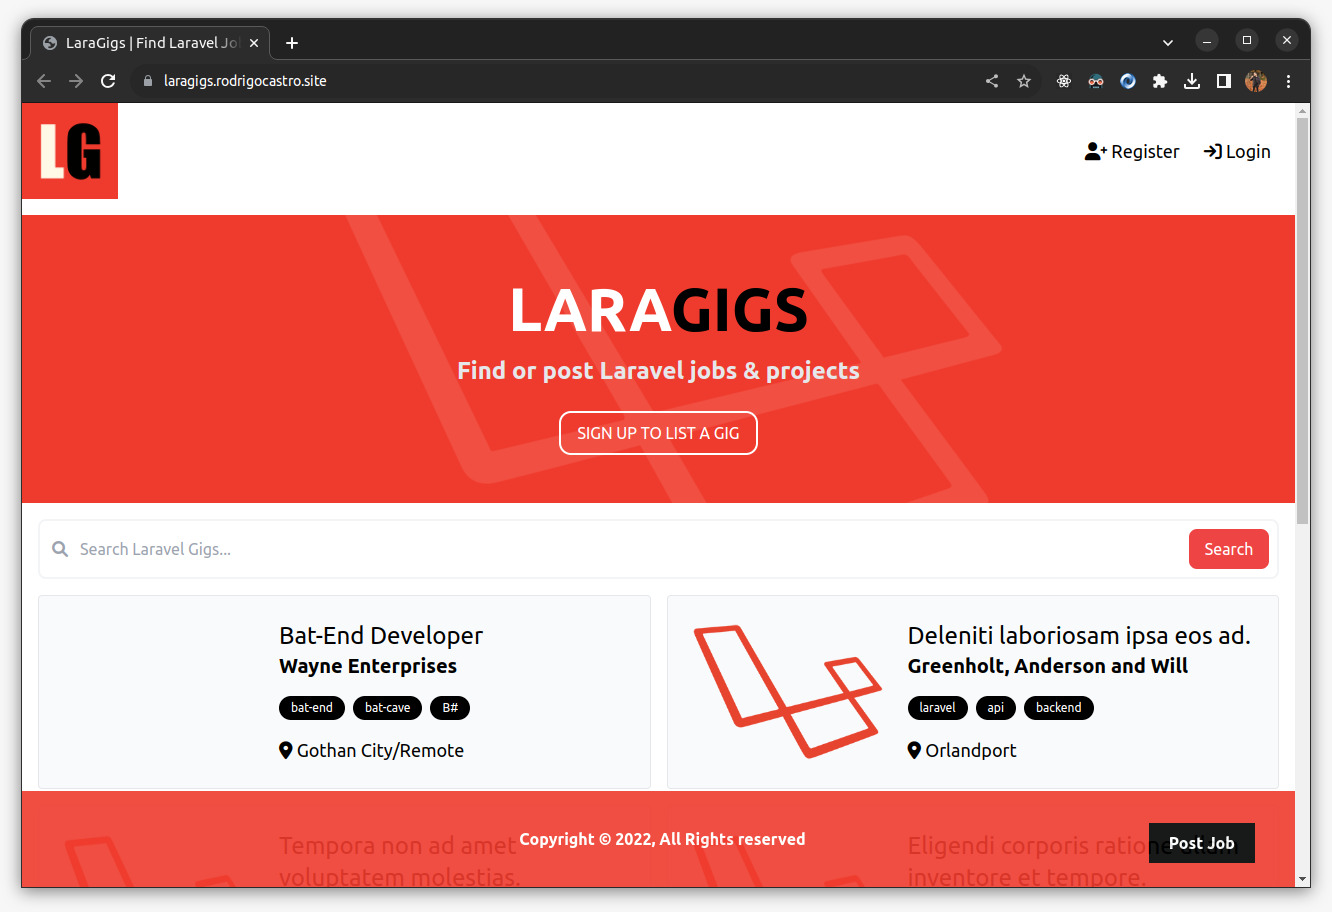 LaraGigs | Find Laravel Jo
laragigs.rodrigocastro.site
LG
Register
Login
LARAGIGS
Find or post Laravel jobs & projects
SIGN UP TO LIST A GIG
Search Laravel Gigs...
Search
Bat-End Developer
Wayne Enterprises
bat-end
bat-cave
B#
Gothan City/Remote
Deleniti laboriosam ipsa eos ad.
Greenholt, Anderson and Will
laravel
api
backend
Orlandport
Tempora non ad amet
voluptatem molestias.
Copyright © 2022, All Rights reserved
Eligendi corporis
inventore et tempore.
Post Job